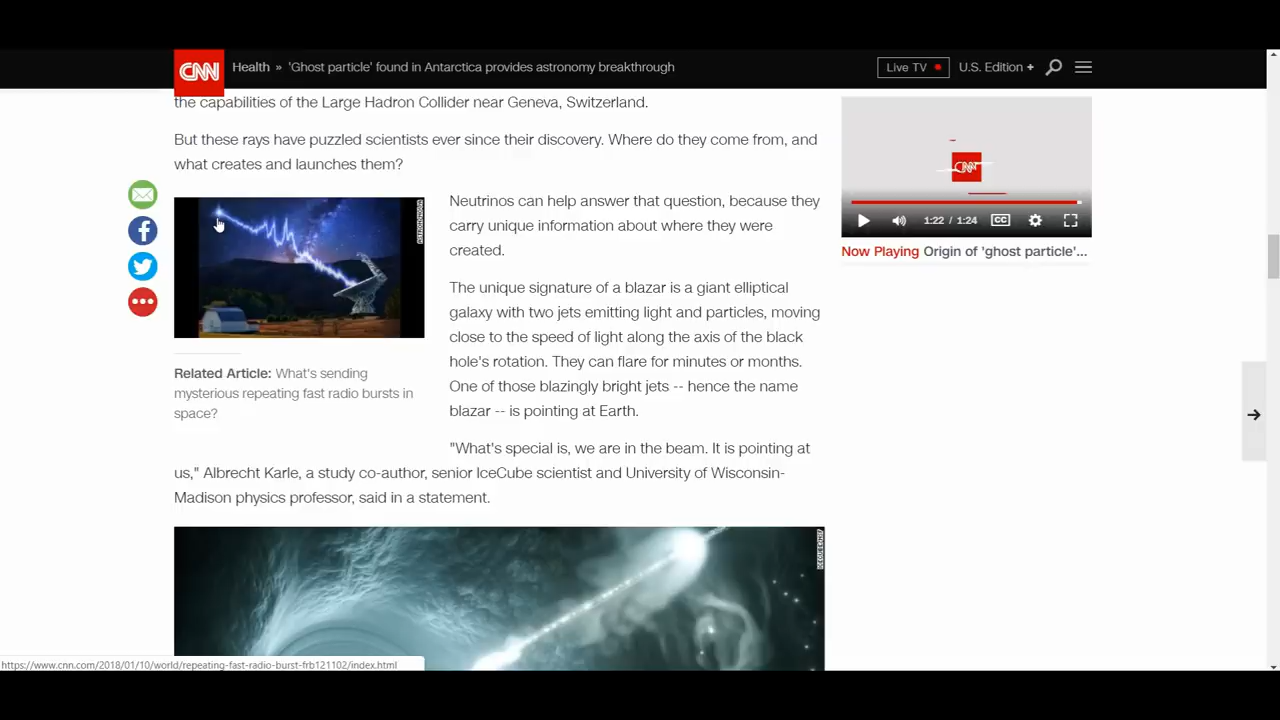 CNN
Health » 'Ghost particle' found in Antarctica provides astronomy breakthrough
Live TV
U.S. Edition +
the capabilities of the Large Hadron Collider near Geneva, Switzerland.
But these rays have puzzled scientists ever since their discovery. Where do they come from, and
what creates and launches them?
Neutrinos can help answer that question, because they
carry unique information about where they were
created.
The unique signature of a blazar is a giant elliptical
galaxy with two jets emitting light and particles, moving
close to the speed of light along the axis of the black
hole's rotation. They can flare for minutes or months.
One of those blazingly bright jets -- hence the name
blazar -- is pointing at Earth.
Related Article: What's sending
mysterious repeating fast radio bursts in
space?
"What's special is, we are in the beam. It is pointing at
us," Albrecht Karle, a study co-author, senior IceCube scientist and University of Wisconsin-
Madison physics professor, said in a statement.
CNN
1:22 / 1:24
CC
Now Playing Origin of 'ghost particle'...
https://www.cnn.com/2018/01/10/world/repeating-fast-radio-burst-frb121102/index.html